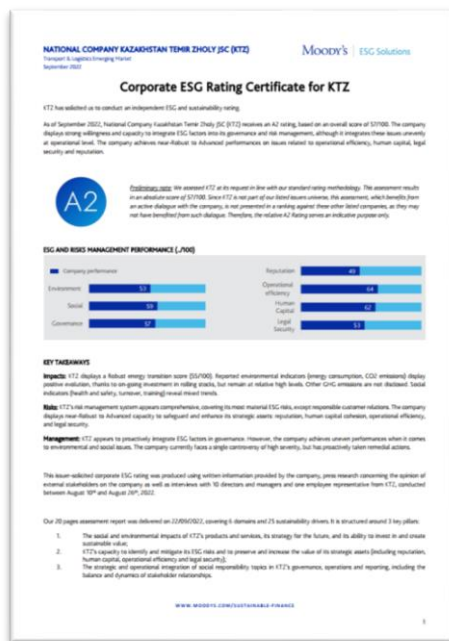 NATIONAL COMPANY KAZAKHSTAN TEMIR ZHOLY JSC (KTZ)
Transport & Logistics Emerging Market
September 2022
MOODY'S | ESG Solutions
Corporate ESG Rating Certificate for KTZ
KTZ has solicited us to conduct an independent ESG and sustainability rating.
As of September 2022, National Company Kazakhstan Temir Zholy JSC (KTZ) receives an A2 rating, based on an overall score of 57/100. The company
displays strong willingness and capacity to integrate ESG factors into its governance and risk management, although it integrates these issues unevenly
at operational level. The company achieves near-Robust to Advanced performances on issues related to operational efficiency, human capital, legal
security and reputation.
A2
Preliminary note: We assessed KTZ at its request in line with our standard rating methodology. This assessment results
in an absolute score of 57/100. Since KTZ is not part of our listed issuers universe, this assessment, which benefits from
an active dialogue with the company, is not presented in a ranking against these other listed companies, as they may
not have benefited from such dialogue. Therefore, the relative A2 Rating serves an indicative purpose only.
ESG AND RISKS MANAGEMENT PERFORMANCE (./100)
Company performance
Environment 53
Social 59
Governance 57
Reputation 49
Operational efficiency 64
Human Capital 62
Legal Security 53
KEY TAKEAWAYS
Impacts: KTZ displays a Robust energy transition score (55/100). Reported environmental indicators (energy consumption, CO2 emissions) display
positive evolution, thanks to on-going investment in rolling stocks, but remain at relative high levels. Other GHG emissions are not disclosed. Social
indicators (health and safety, turnover, training) reveal mixed trends.
Risks: KTZ's risk management system appears comprehensive, covering its most material ESG risks, except responsible customer relations. The company
displays near-Robust to Advanced capacity to safeguard and enhance its strategic assets: reputation, human capital cohesion, operational efficiency,
and legal security.
Management: KTZ appears to proactively integrate ESG factors in governance. However, the company achieves uneven performances when it comes
to environmental and social issues. The company currently faces a single controversy of high severity, but has proactively taken remedial actions.
This issuer-solicited corporate ESG rating was produced using written information provided by the company, press research concerning the opinion of
external stakeholders on the company as well as interviews with 10 directors and managers and one employee representative from KTZ, conducted
between August 10th and August 26th, 2022.
Our 20 pages assessment report was delivered on 22/09/2022, covering 6 domains and 25 sustainability drivers. It is structured around 3 key pillars:
1. The social and environmental impacts of KTZ's products and services, its strategy for the future, and its ability to invest in and create
sustainable value;
2. KTZ's capacity to identify and mitigate its ESG risks and to preserve and increase the value of its strategic assets (including reputation,
human capital, operational efficiency and legal security);
3. The strategic and operational integration of social responsibility topics in KTZ's governance, operations and reporting, including the
balance and dynamics of stakeholder relationships.
WWW.MOODYS.COM/SUSTAINABLE-FINANCE
1